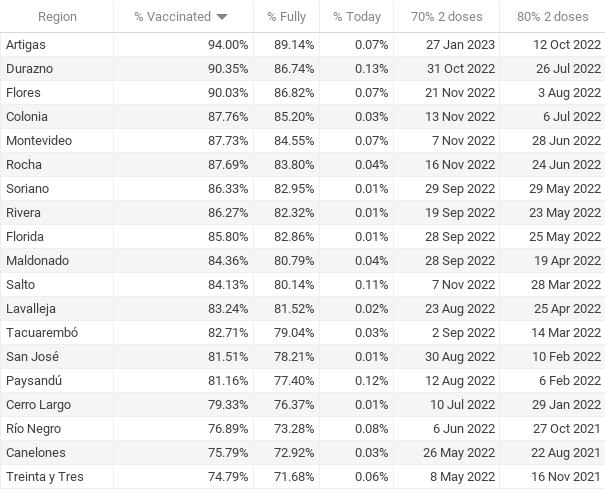 Region % Vaccinated % Fully % Today 70% 2 doses 80% 2 doses
Artigas 94.00% 89.14% 0.07% 27 Jan 2023 12 Oct 2022
Durazno 90.35% 86.74% 0.13% 31 Oct 2022 26 Jul 2022
Flores 90.03% 86.82% 0.07% 21 Nov 2022 3 Aug 2022
Colonia 87.76% 85.20% 0.03% 13 Nov 2022 6 Jul 2022
Montevideo 87.73% 84.55% 0.07% 7 Nov 2022 28 Jun 2022
Rocha 87.69% 83.80% 0.04% 16 Nov 2022 24 Jun 2022
Soriano 86.33% 82.95% 0.01% 29 Sep 2022 29 May 2022
Rivera 86.27% 82.32% 0.01% 19 Sep 2022 23 May 2022
Florida 85.80% 82.86% 0.01% 28 Sep 2022 25 May 2022
Maldonado 84.36% 80.79% 0.04% 28 Sep 2022 19 Apr 2022
Salto 84.13% 80.14% 0.11% 7 Nov 2022 28 Mar 2022
Lavalleja 83.24% 81.52% 0.02% 23 Aug 2022 25 Apr 2022
Tacuarembó 82.71% 79.04% 0.03% 2 Sep 2022 14 Mar 2022
San José 81.51% 78.21% 0.01% 30 Aug 2022 10 Feb 2022
Paysandú 81.16% 77.40% 0.12% 12 Aug 2022 6 Feb 2022
Cerro Largo 79.33% 76.37% 0.01% 10 Jul 2022 29 Jan 2022
Río Negro 76.89% 73.28% 0.08% 6 Jun 2022 27 Oct 2021
Canelones 75.79% 72.92% 0.03% 26 May 2022 22 Aug 2021
Treinta y Tres 74.79% 71.68% 0.06% 8 May 2022 16 Nov 2021